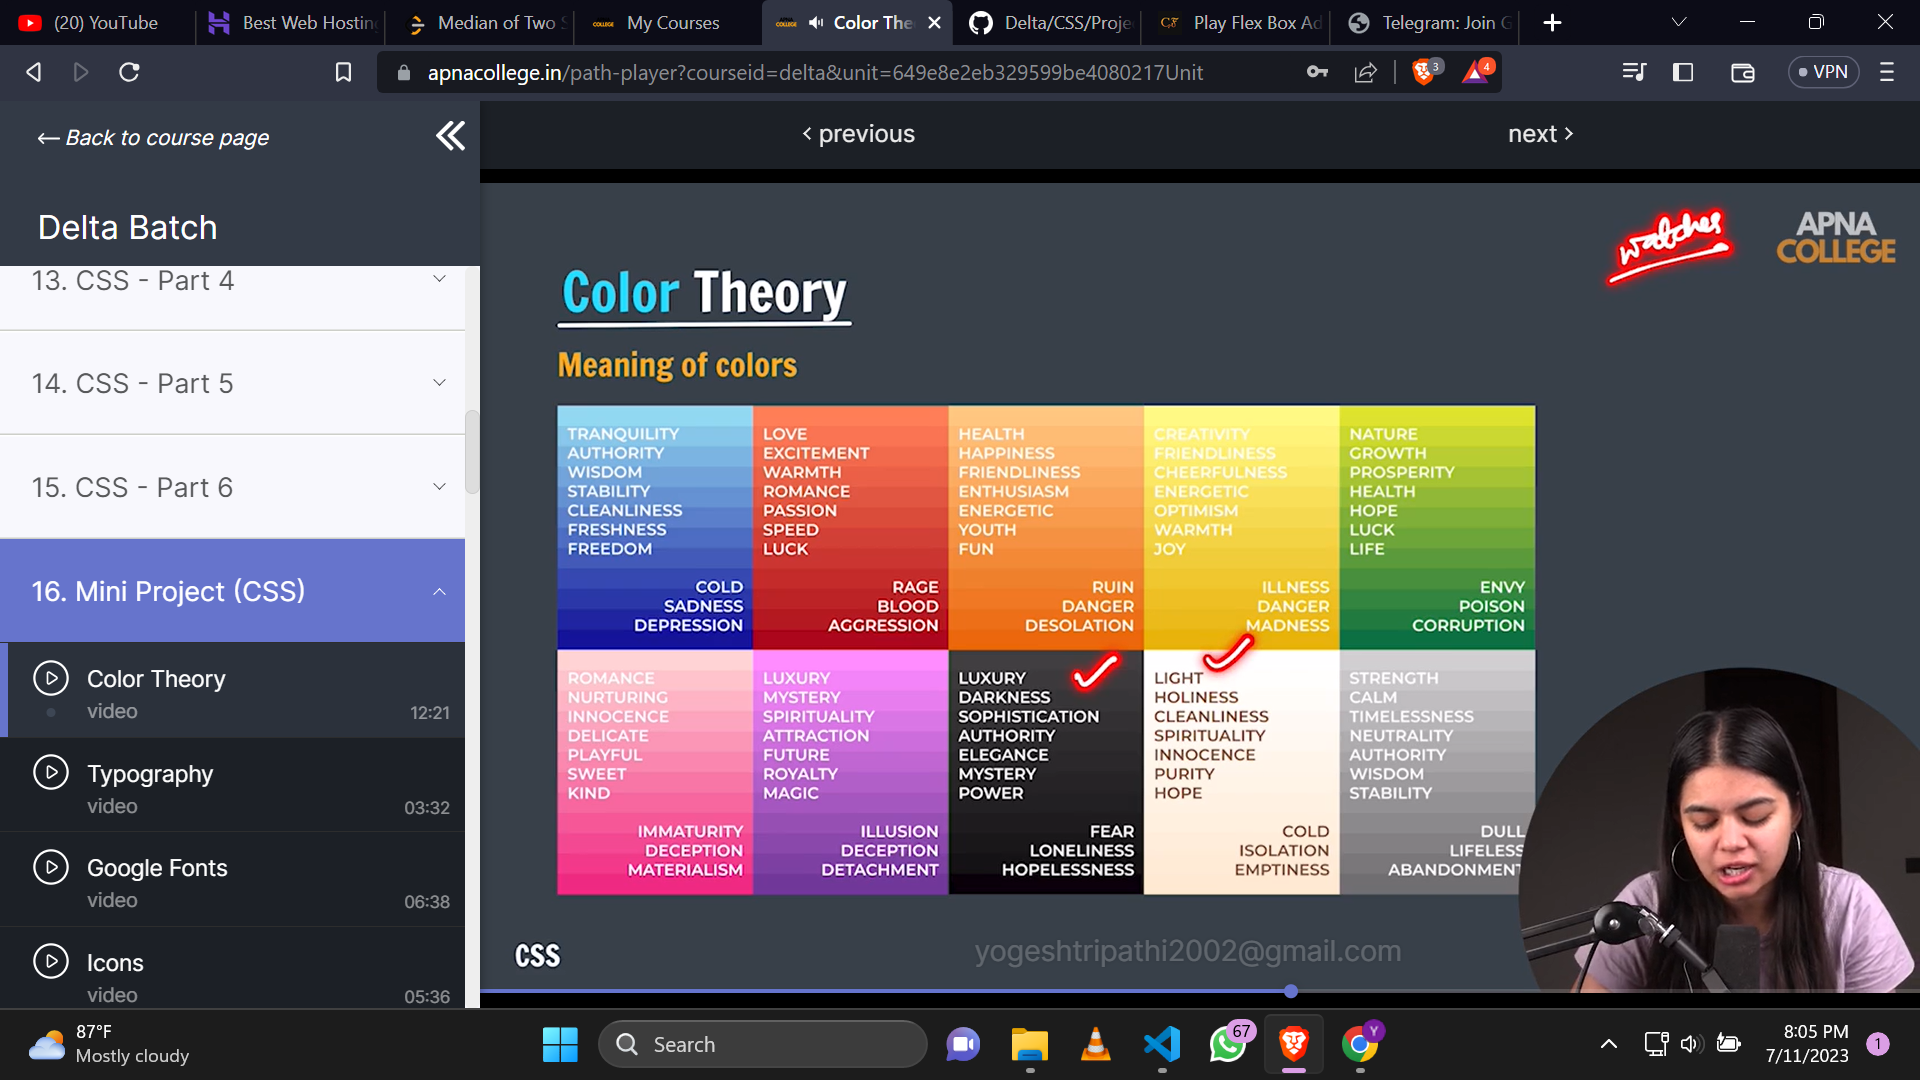 (20) YouTube
Best Web Hosting
Median of Two S
My Courses
Color The
Delta/CSS/Proje
Play Flex Box Ad
Telegram: Join G
apnacollege.in/path-player?courseid=delta&unit=649e8e2eb329599be4080217Unit
3
4
VPN
← Back to course page
‹ previous
next ›
Delta Batch
13. CSS - Part 4
14. CSS - Part 5
15. CSS - Part 6
16. Mini Project (CSS)
Color Theory
video
12:21
Typography
video
03:32
Google Fonts
video
06:38
Icons
video
05:36
watches
APNA
COLLEGE
Color Theory
Meaning of colors
TRANQUILITY
AUTHORITY
WISDOM
STABILITY
CLEANLINESS
FRESHNESS
FREEDOM
COLD
SADNESS
DEPRESSION
LOVE
EXCITEMENT
WARMTH
ROMANCE
PASSION
SPEED
LUCK
RAGE
BLOOD
AGGRESSION
HEALTH
HAPPINESS
FRIENDLINESS
ENTHUSIASM
ENERGETIC
YOUTH
FUN
RUIN
DANGER
DESOLATION
CREATIVITY
FRIENDLINESS
CHEERFULNESS
ENERGETIC
OPTIMISM
WARMTH
JOY
ILLNESS
DANGER
MADNESS
NATURE
GROWTH
PROSPERITY
HEALTH
HOPE
LUCK
LIFE
ENVY
POISON
CORRUPTION
ROMANCE
NURTURING
INNOCENCE
DELICATE
PLAYFUL
SWEET
KIND
IMMATURITY
DECEPTION
MATERIALISM
LUXURY
MYSTERY
SPIRITUALITY
ATTRACTION
FUTURE
ROYALTY
MAGIC
ILLUSION
DECEPTION
DETACHMENT
LUXURY
DARKNESS
SOPHISTICATION
AUTHORITY
ELEGANCE
MYSTERY
POWER
FEAR
LONELINESS
HOPELESSNESS
LIGHT
HOLINESS
CLEANLINESS
SPIRITUALITY
INNOCENCE
PURITY
HOPE
COLD
ISOLATION
EMPTINESS
STRENGTH
CALM
TIMELESSNESS
NEUTRALITY
AUTHORITY
WISDOM
STABILITY
DULL
LIFELESS
ABANDONMENT
CSS
yogeshtripathi2002@gmail.com
87°F
Mostly cloudy
Search
67
Y
8:05 PM
7/11/2023
1